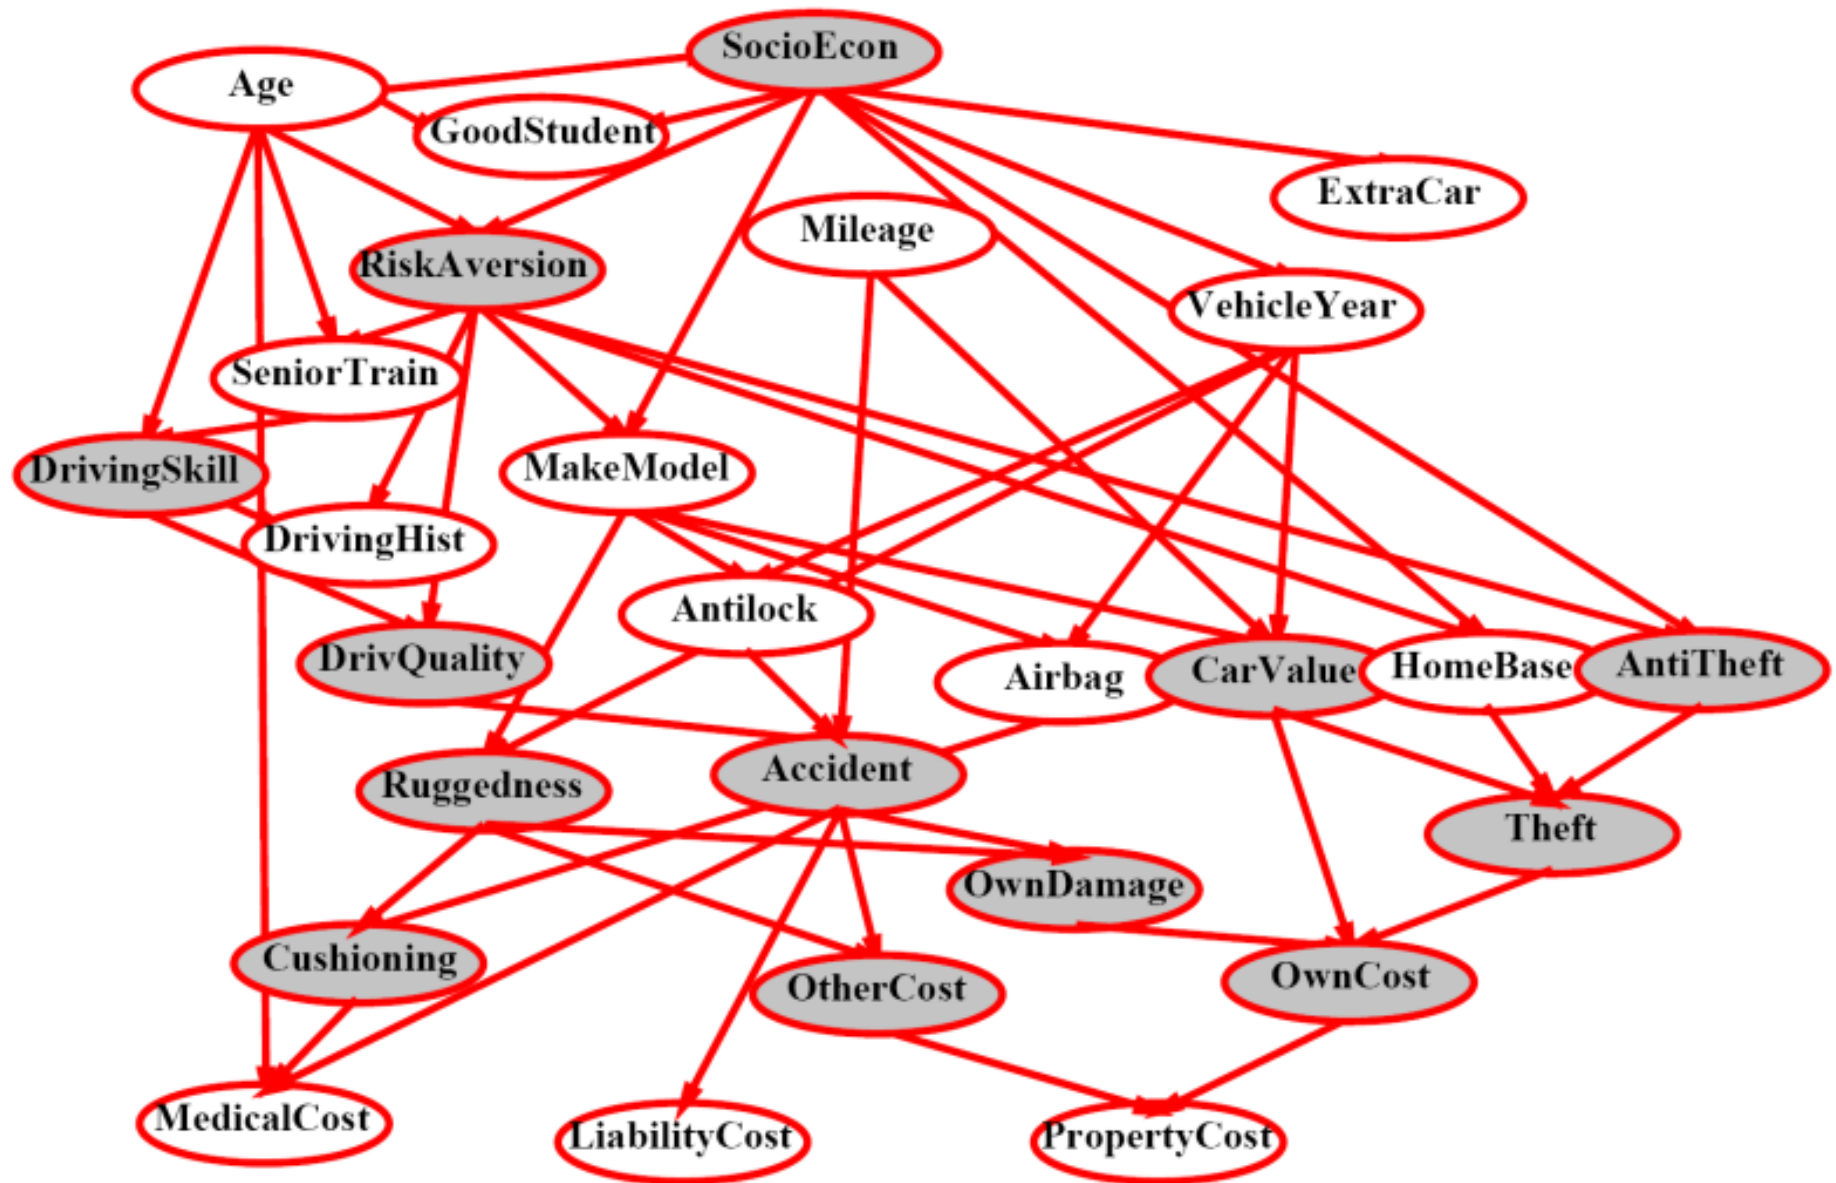 SocioEcon
Age
GoodStudent
ExtraCar
Mileage
RiskAversion
VehicleYear
SeniorTrain
DrivingSkill
MakeModel
DrivingHist
Antilock
DrivQuality
Airbag
CarValue
HomeBase
AntiTheft
Ruggedness
Accident
Theft
OwnDamage
Cushioning
OtherCost
OwnCost
MedicalCost
LiabilityCost
PropertyCost